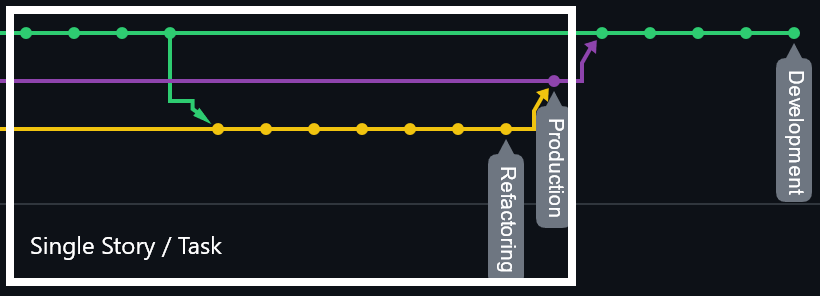 Development
Production
Refactoring
Single Story / Task